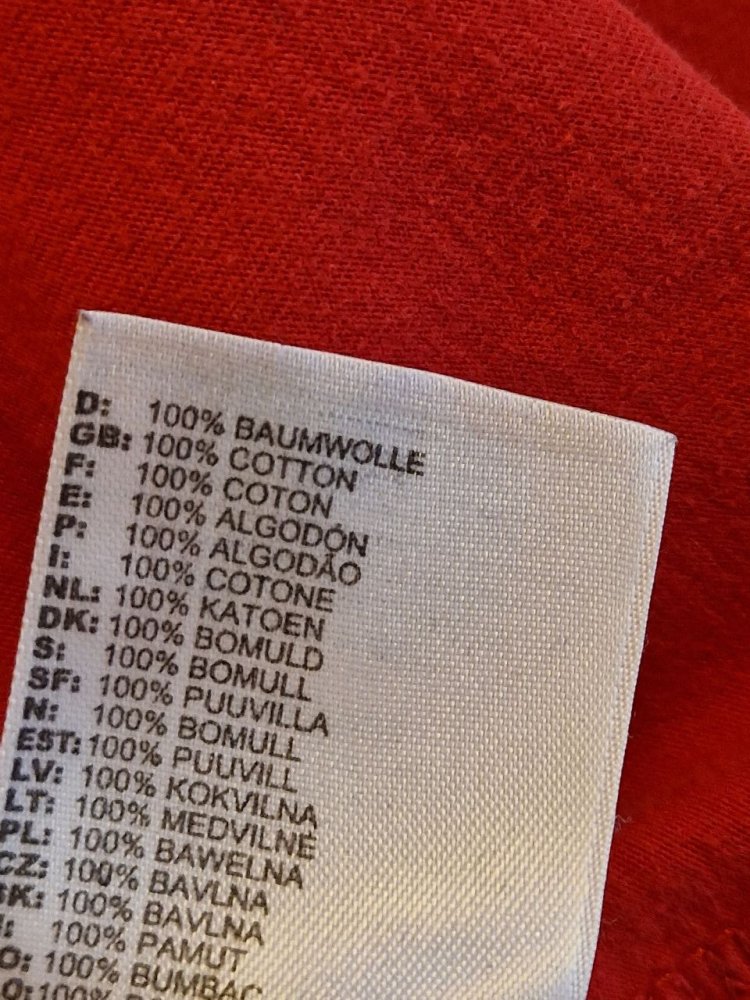 D: 100% BAUMWOLLE
GB: 100% COTTON
F: 100% COTON
E: 100% ALGODÓN
P: 100% ALGODÃO
I: 100% COTONE
NL: 100% KATOEN
DK: 100% BOMULD
S: 100% BOMULL
SF: 100% PUUVILLA
N: 100% BOMULL
EST: 100% PUUVILL
LV: 100% KOKVILNA
LT: 100% MEDVILNĖ
PL: 100% BAWEŁNA
CZ: 100% BAVLNA
SK: 100% BAVLNA
100% PAMUT
100% BUMBAC
100%